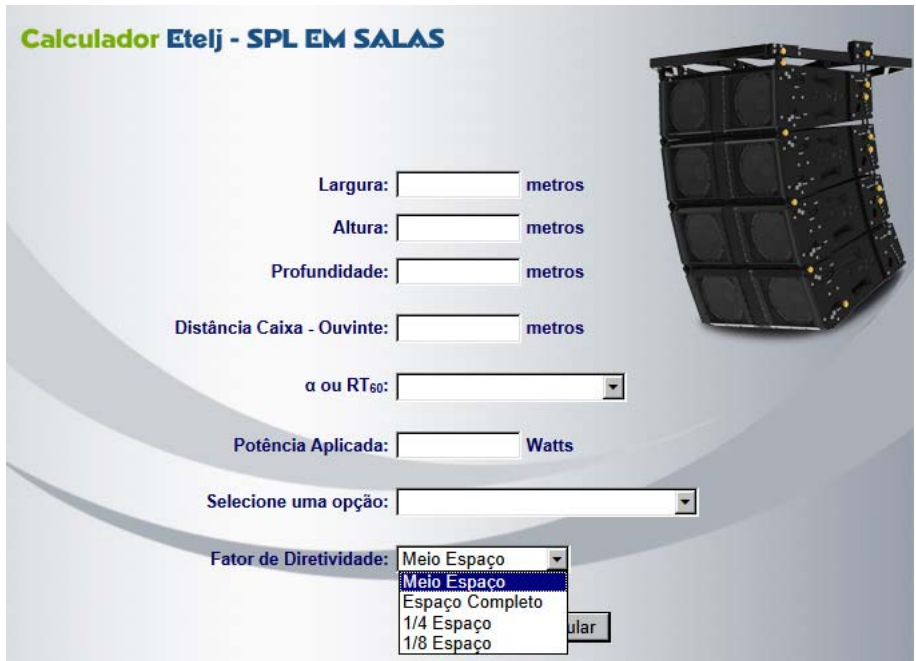 Calculador Etelj - SPL EM SALAS
Largura: metros
Altura: metros
Profundidade: metros
Distância Caixa - Ouvinte: metros
α ou RT₆₀:
Potência Aplicada: Watts
Selecione uma opção:
Fator de Diretividade: Meio Espaço
Meio Espaço
Espaço Completo
1/4 Espaço
1/8 Espaço
ular